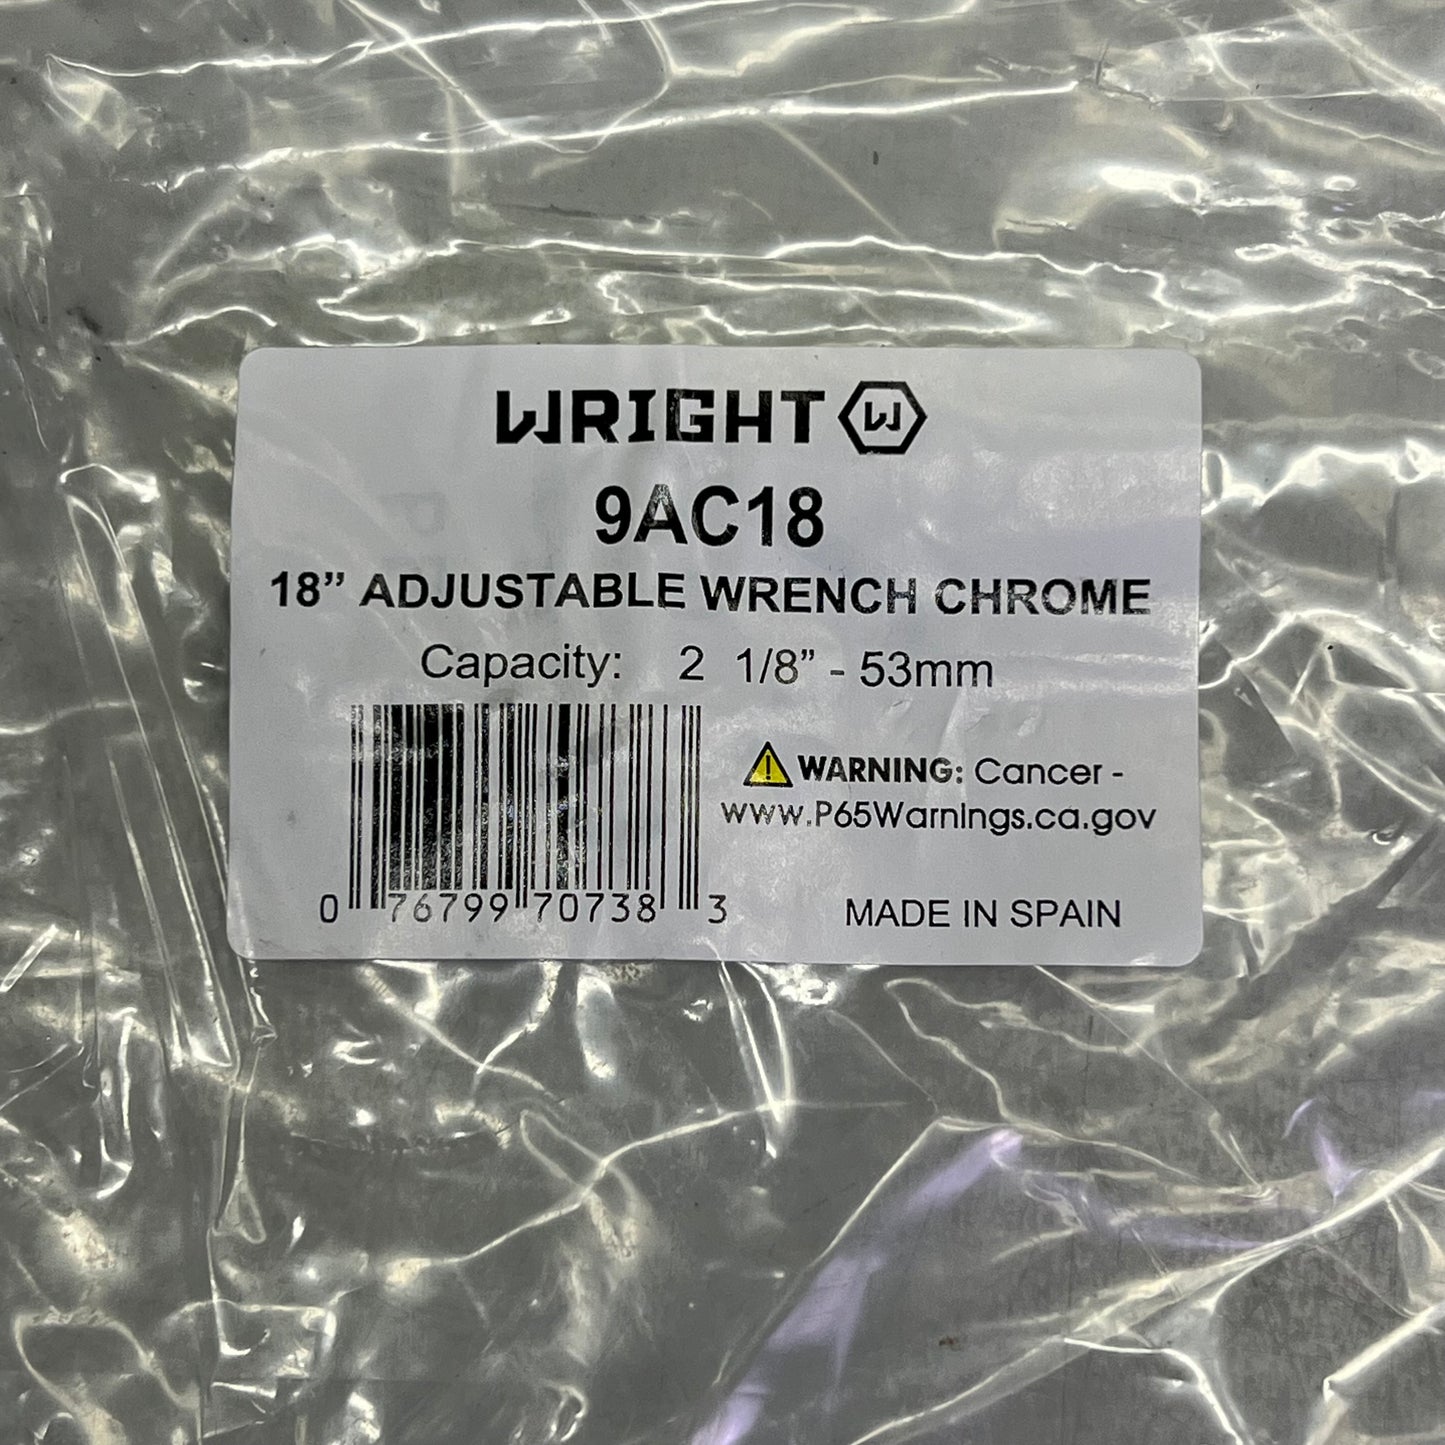 WRIGHT W
9AC18
18” ADJUSTABLE WRENCH CHROME
Capacity: 2 1/8” - 53mm
WARNING: Cancer -
www.P65Warnings.ca.gov
0 76799 70738 3
MADE IN SPAIN